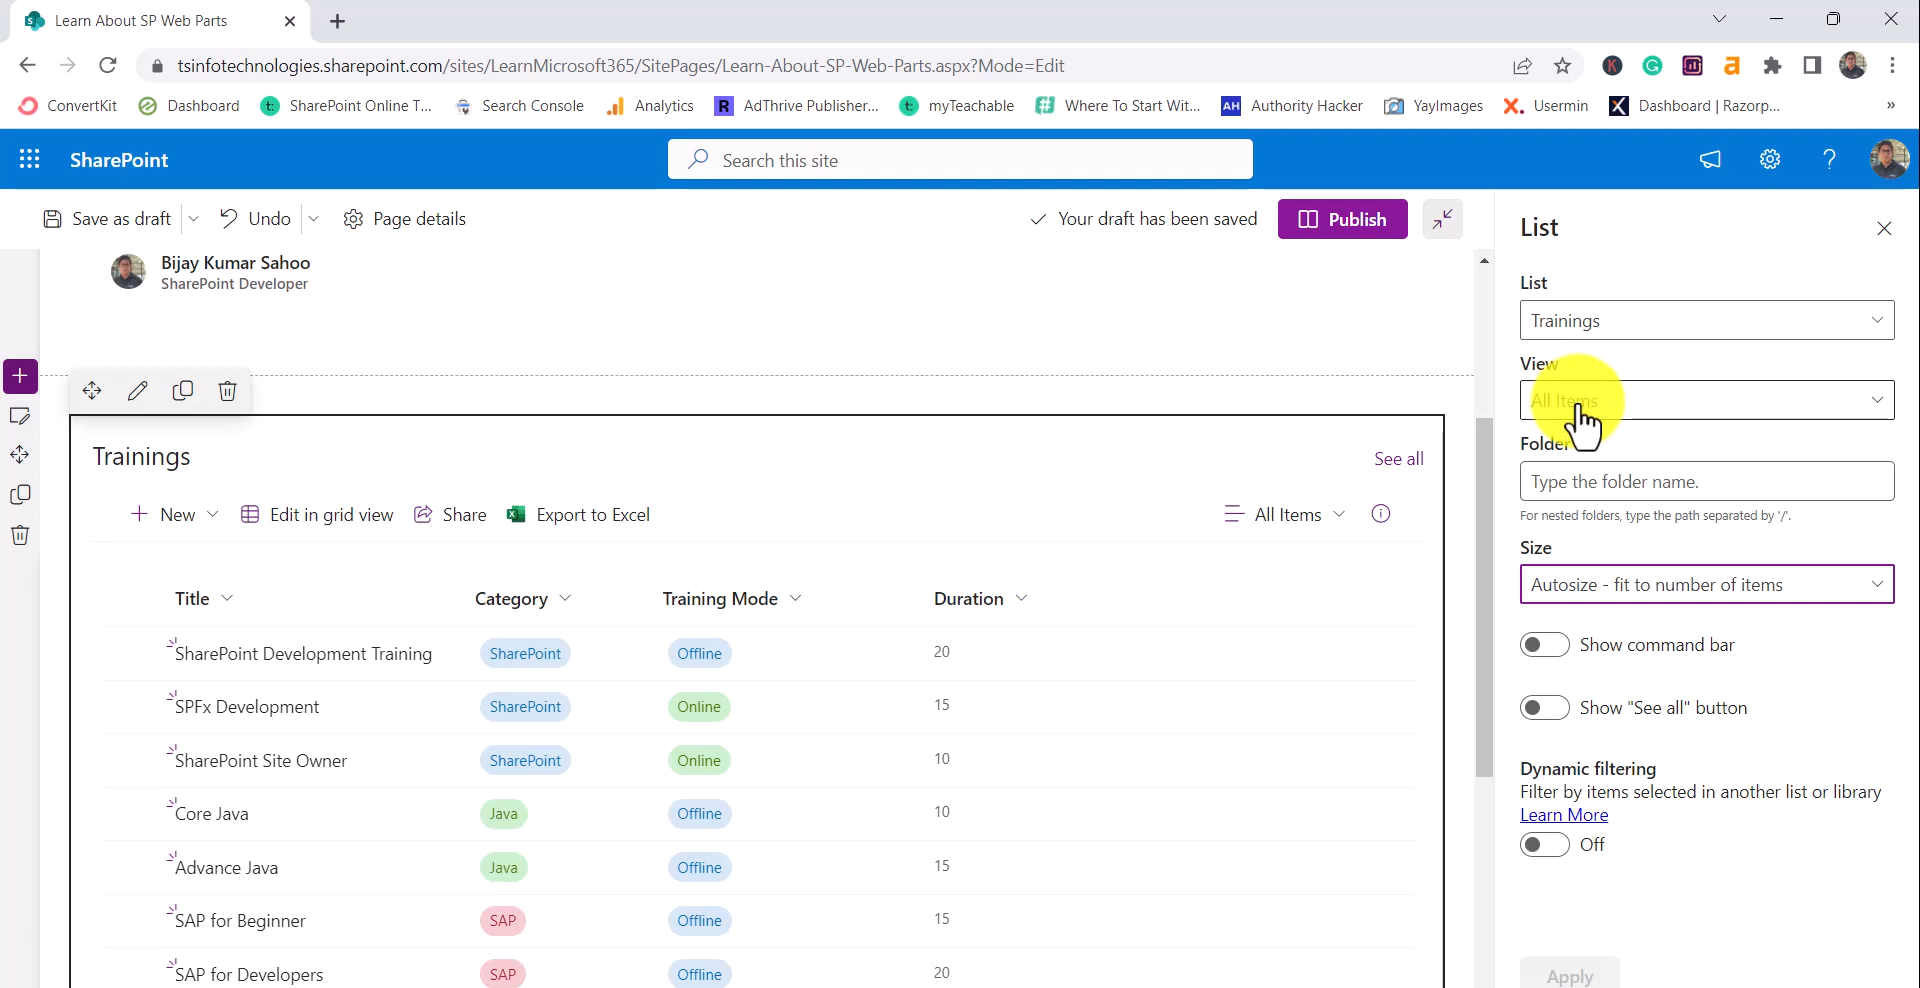 Learn About SP Web Parts
tsinfotechnologies.sharepoint.com/sites/LearnMicrosoft365/SitePages/Learn-About-SP-Web-Parts.aspx?Mode=Edit
ConvertKit Dashboard SharePoint Online T... Search Console Analytics AdThrive Publisher... myTeachable Where To Start Wit... AH Authority Hacker YayImages Usermin Dashboard | Razorp... »
SharePoint Search this site ?
Save as draft Undo Page details Your draft has been saved Publish
Bijay Kumar Sahoo
SharePoint Developer
Trainings See all
New Edit in grid view Share Export to Excel All Items
Title Category Training Mode Duration
SharePoint Development Training SharePoint Offline 20
SPFx Development SharePoint Online 15
SharePoint Site Owner SharePoint Online 10
Core Java Java Offline 10
Advance Java Java Offline 15
SAP for Beginner SAP Offline 15
SAP for Developers SAP Offline 20
List
List
Trainings
View
All Items
Folder
Type the folder name.
For nested folders, type the path separated by '/'.
Size
Autosize - fit to number of items
Show command bar
Show "See all" button
Dynamic filtering
Filter by items selected in another list or library
Learn More
Off
Apply